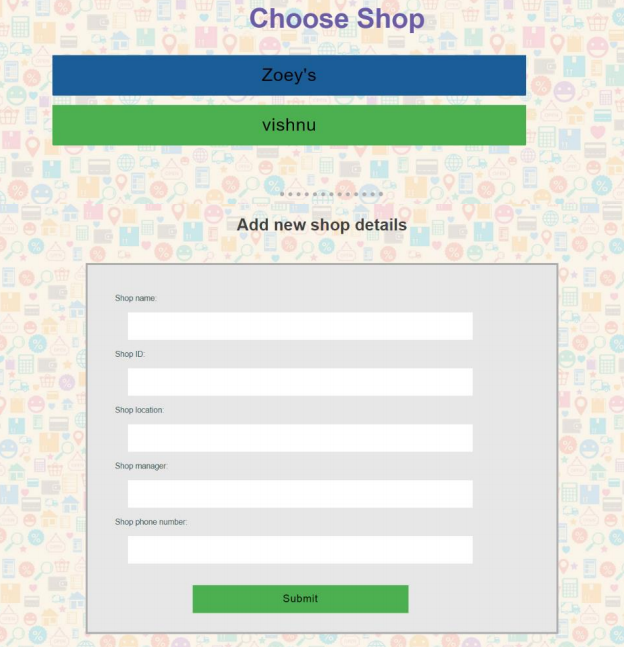 Choose Shop
Zoey's
vishnu
Add new shop details
Shop name:
Shop ID:
Shop location:
Shop manager:
Shop phone number:
Submit